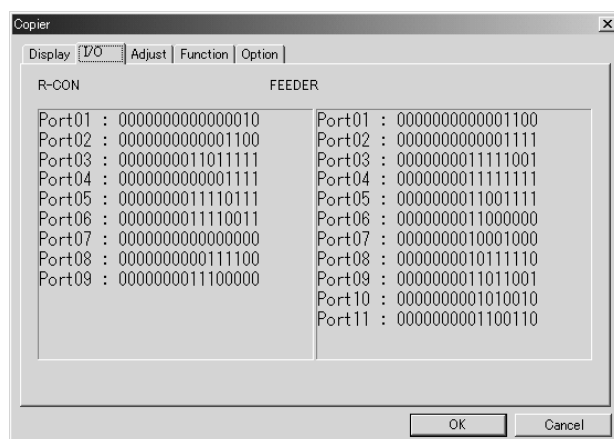 Copier
Display I/O Adjust Function Option
R-CON FEEDER
Port01 : 0000000000000010
Port02 : 0000000000001100
Port03 : 0000000011011111
Port04 : 0000000000001111
Port05 : 0000000011110111
Port06 : 0000000011110011
Port07 : 0000000000000000
Port08 : 0000000000111100
Port09 : 0000000011100000
Port01 : 0000000000001100
Port02 : 0000000000001111
Port03 : 0000000011111001
Port04 : 0000000011111111
Port05 : 0000000011001111
Port06 : 0000000011000000
Port07 : 0000000010001000
Port08 : 0000000010111110
Port09 : 0000000011011001
Port10 : 0000000001010010
Port11 : 0000000001100110
OK Cancel